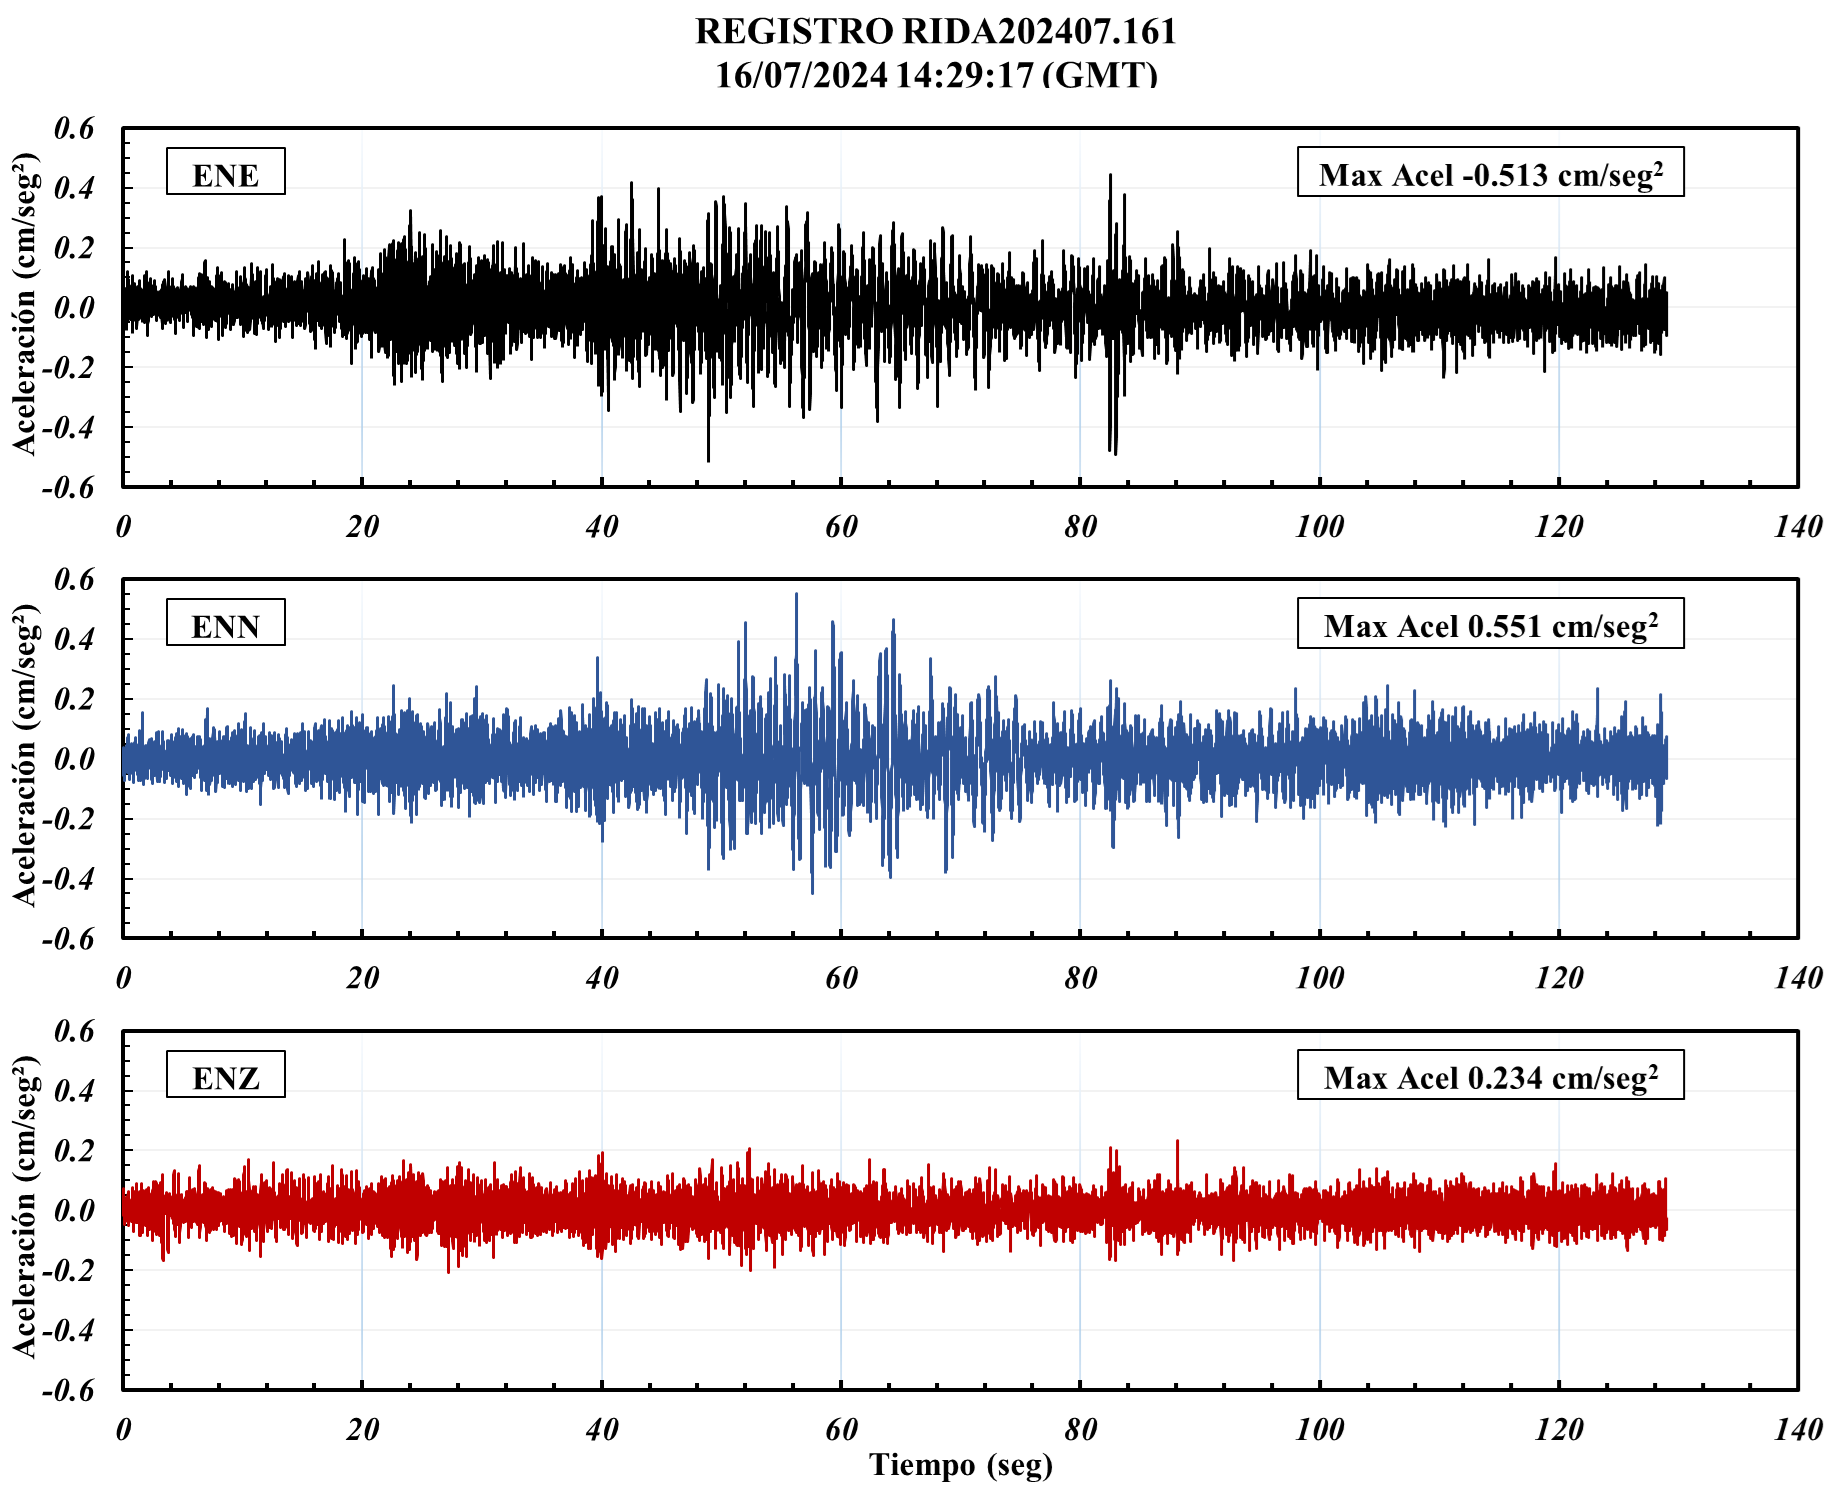 REGISTRO RIDA202407.161
16/07/2024 14:29:17 (GMT)
Aceleración (cm/seg²)
0.6
0.4
0.2
0.0
-0.2
-0.4
-0.6
ENE
Max Acel -0.513 cm/seg²
0 20 40 60 80 100 120 140
Aceleración (cm/seg²)
0.6
0.4
0.2
0.0
-0.2
-0.4
-0.6
ENN
Max Acel 0.551 cm/seg²
0 20 40 60 80 100 120 140
Aceleración (cm/seg²)
0.6
0.4
0.2
0.0
-0.2
-0.4
-0.6
ENZ
Max Acel 0.234 cm/seg²
0 20 40 60 80 100 120 140
Tiempo (seg)